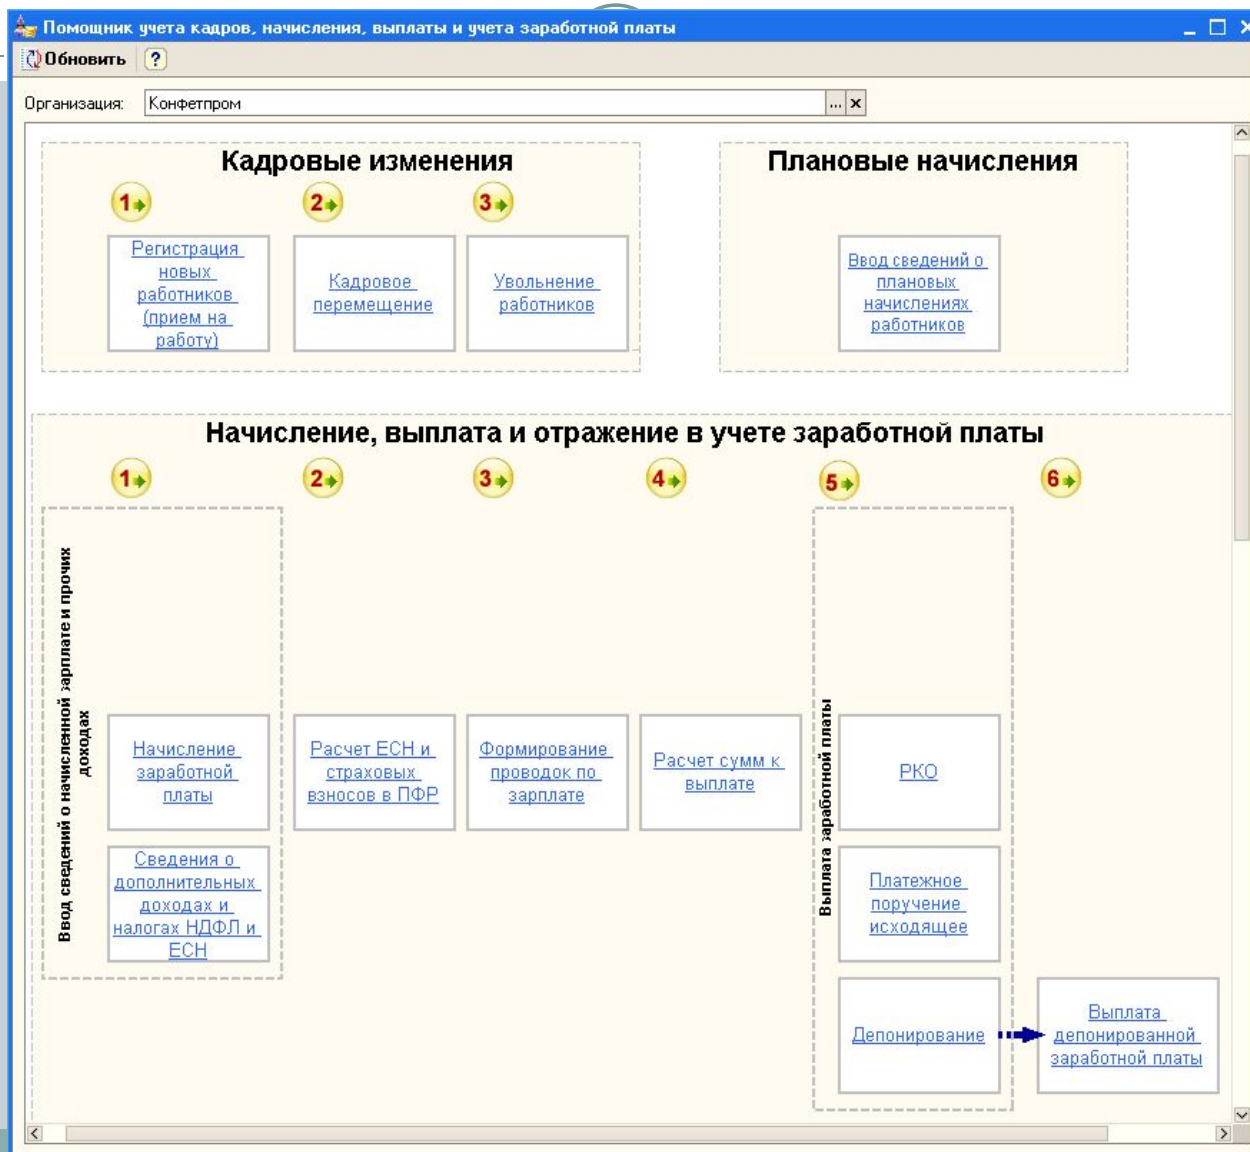 Помощник учета кадров, начисления, выплаты и учета заработной платы
Обновить ?
Организация: Конфетпром ... x
Кадровые изменения
1
2
3
Регистрация
новых
работников
(прием на
работу)
Кадровое
перемещение
Увольнение
работников
Плановые начисления
Ввод сведений о
плановых
начислениях
работников
Начисление, выплата и отражение в учете заработной платы
1
2
3
4
5
6
Ввод сведений о начисленной зарплате и прочих
доходах
Начисление
заработной
платы
Сведения о
дополнительных
доходах и
налогах НДФЛ и
ЕСН
Расчет ЕСН и
страховых
взносов в ПФР
Формирование
проводок по
зарплате
Расчет сумм к
выплате
Выплата заработной платы
РКО
Платежное
поручение
исходящее
Депонирование
Выплата
депонированной
заработной платы